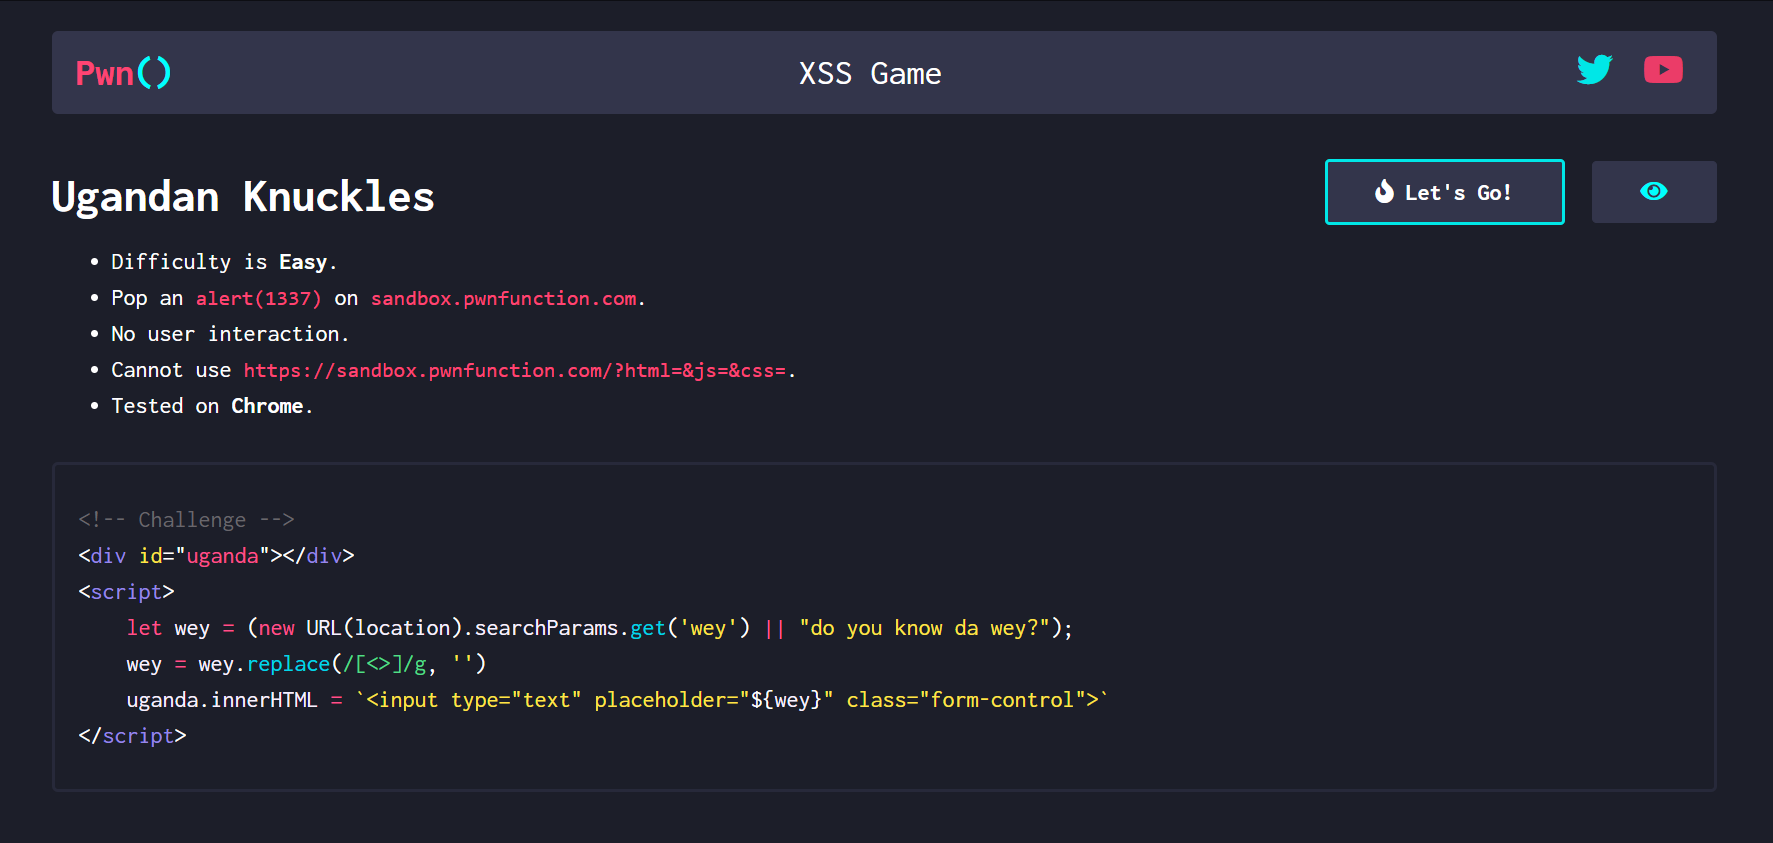 Pwn()
XSS Game
Ugandan Knuckles
Let's Go!
• Difficulty is Easy.
• Pop an alert(1337) on sandbox.pwnfunction.com.
• No user interaction.
• Cannot use https://sandbox.pwnfunction.com/?html=&js=&css=.
• Tested on Chrome.
<!-- Challenge -->
<div id="uganda"></div>
<script>
    let wey = (new URL(location).searchParams.get('wey') || "do you know da wey?");
    wey = wey.replace(/[<>]/g, '')
    uganda.innerHTML = `<input type="text" placeholder="${wey}" class="form-control">`
</script>